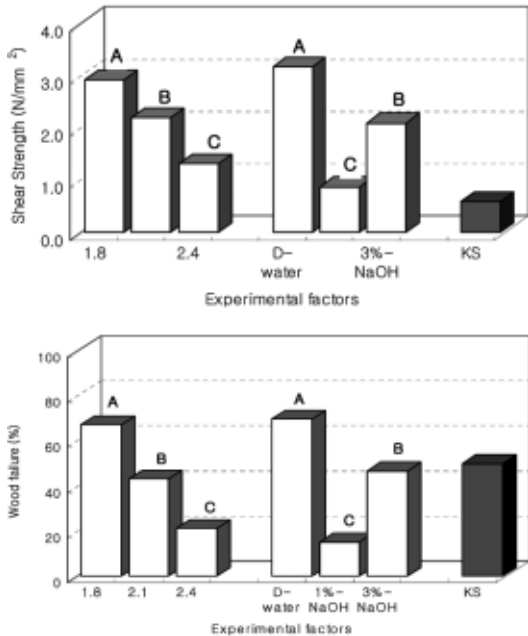 4.0
3.0
2.0
1.0
0.0
Shear Strength (N/mm²)
A
B
C
A
C
B
1.8
2.4
D–
water
3%–
NaOH
KS
Experimental factors
100
80
60
40
20
0
Wood failure (%)
A
B
C
A
C
B
1.8
2.1
2.4
D–
water
1%–
NaOH
3%–
NaOH
KS
Experimental factors